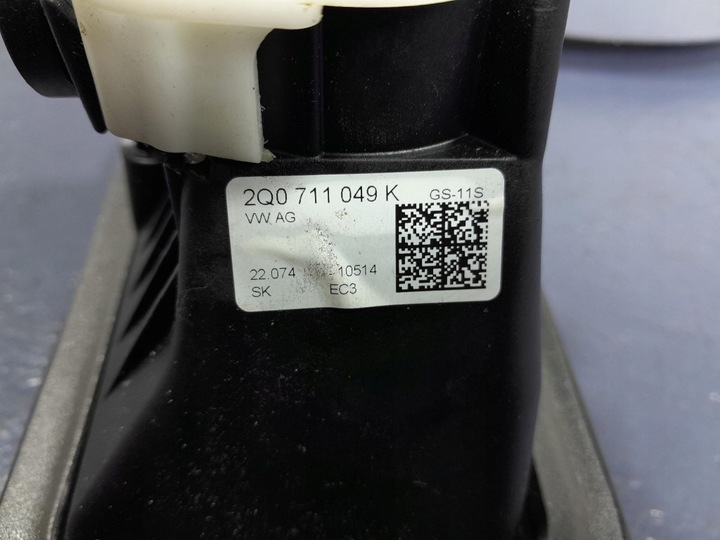 2Q0 711 049 K GS-11S
VW AG
22.074 10514
SK EC3